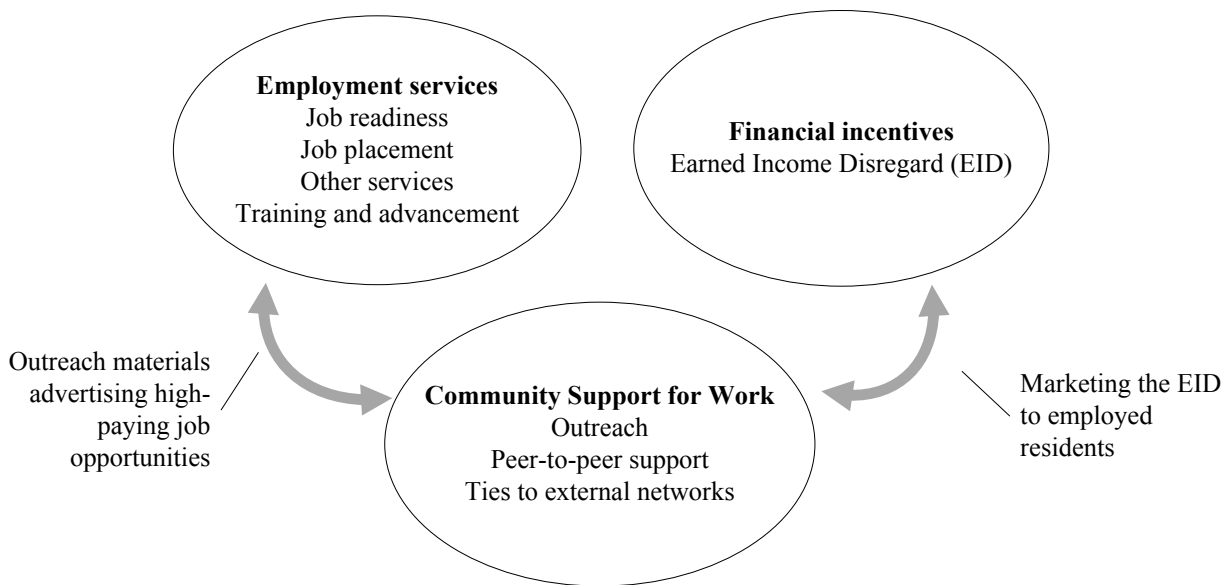 Employment services
Job readiness
Job placement
Other services
Training and advancement
Financial incentives
Earned Income Disregard (EID)
Outreach materials
advertising high-
paying job
opportunities
Community Support for Work
Outreach
Peer-to-peer support
Ties to external networks
Marketing the EID
to employed
residents